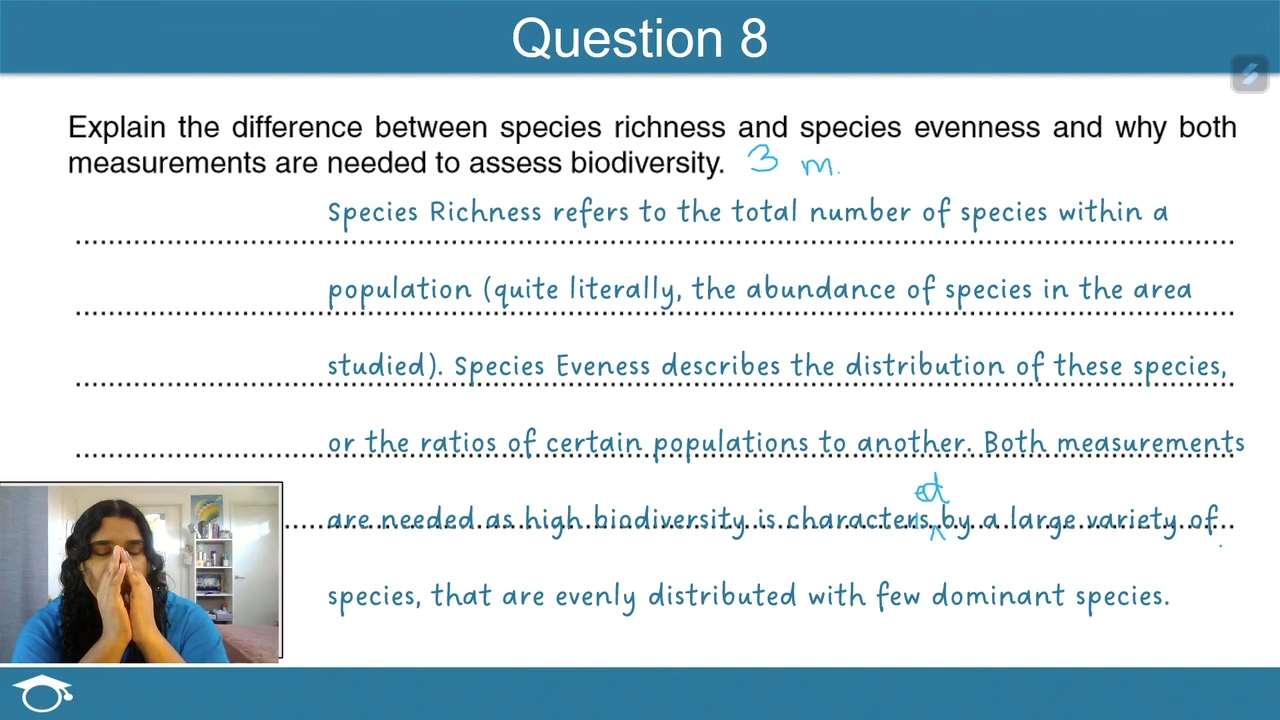 Question 8
Explain the difference between species richness and species evenness and why both
measurements are needed to assess biodiversity. 3 m.
Species Richness refers to the total number of species within a
population (quite literally, the abundance of species in the area
studied). Species Eveness describes the distribution of these species,
or the ratios of certain populations to another. Both measurements
ed
are needed as high biodiversity is characteris by a large variety of
species, that are evenly distributed with few dominant species.